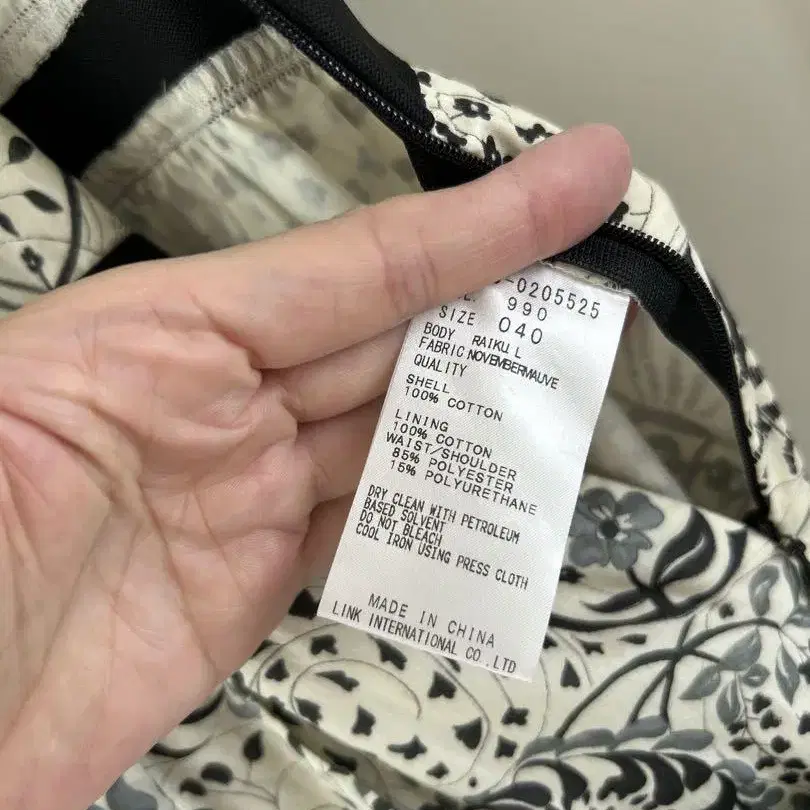 -0205525
990
SIZE 040
BODY RAIKU L
FABRIC NOVEMBERMAUVE
QUALITY
SHELL
100% COTTON
LINING
100% COTTON
WAIST/SHOULDER
85% POLYESTER
15% POLYURETHANE
DRY CLEAN WITH PETROLEUM
BASED SOLVENT
DO NOT BLEACH
COOL IRON USING PRESS CLOTH
MADE IN CHINA
LINK INTERNATIONAL CO.,LTD